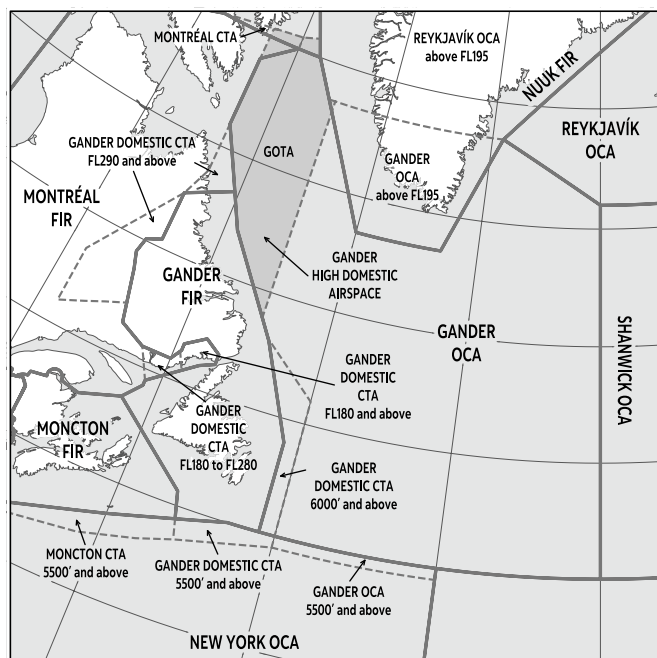 MONTRÉAL CTA
REYKJAVÍK OCA
above FL195
NUUK FIR
REYKJAVÍK
OCA
GANDER DOMESTIC CTA
FL290 and above
GOTA
GANDER
OCA
above FL195
MONTRÉAL
FIR
GANDER
FIR
GANDER
HIGH DOMESTIC
AIRSPACE
GANDER
OCA
SHANWICK OCA
GANDER
DOMESTIC
CTA
FL180 and above
GANDER
DOMESTIC
CTA
FL180 to FL280
MONCTON
FIR
GANDER
DOMESTIC CTA
6000' and above
MONCTON CTA
5500' and above
GANDER DOMESTIC CTA
5500' and above
GANDER OCA
5500' and above
NEW YORK OCA